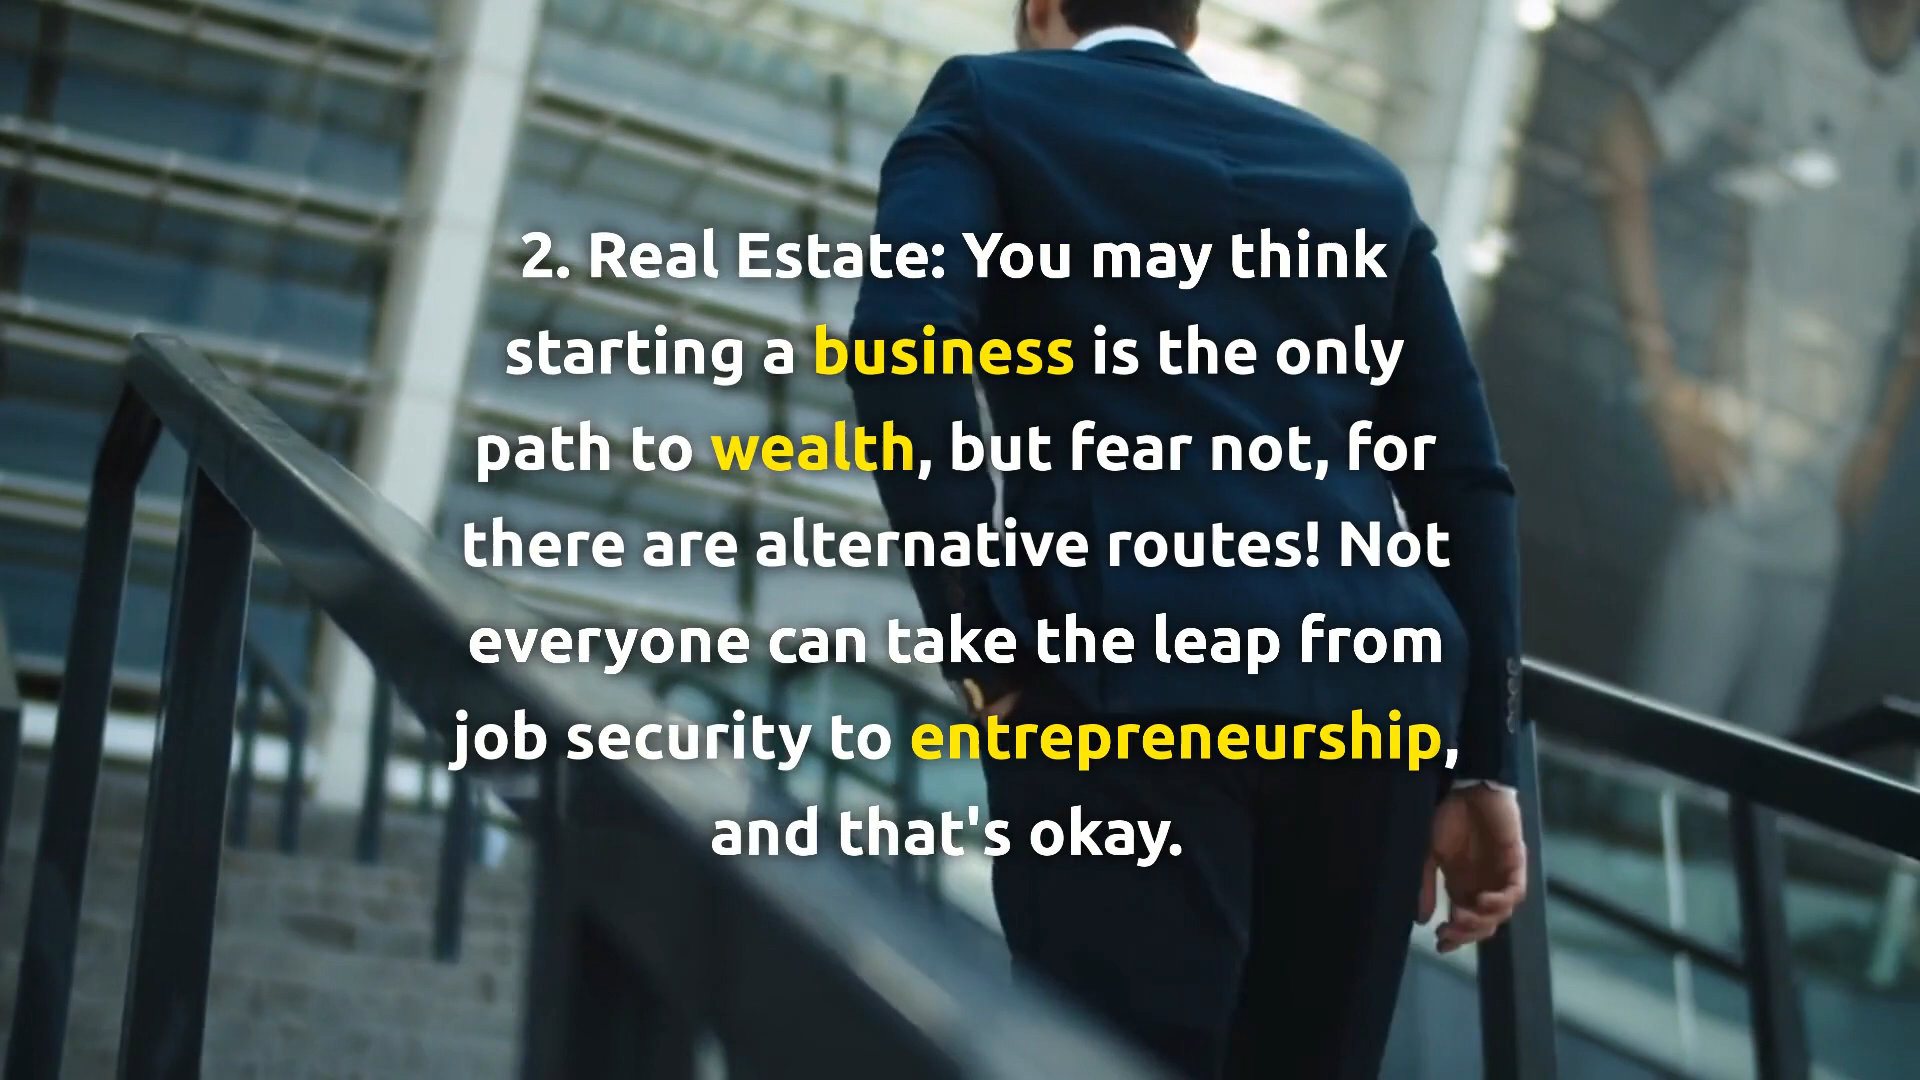 2. Real Estate: You may think
starting a business is the only
path to wealth, but fear not, for
there are alternative routes! Not
everyone can take the leap from
job security to entrepreneurship,
and that's okay.